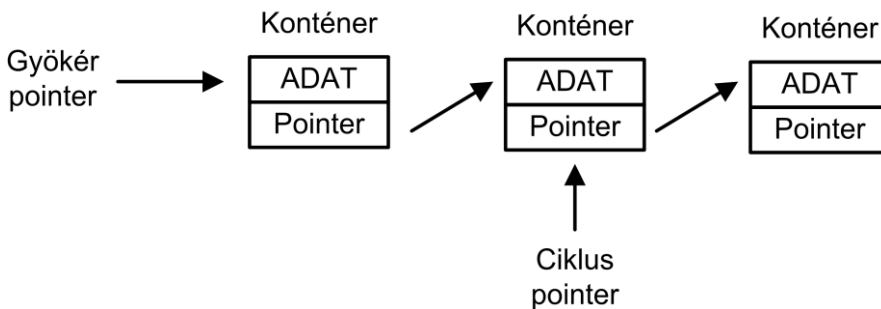 Konténer
Konténer
Konténer
Gyökér
pointer
ADAT
Pointer
ADAT
Pointer
ADAT
Pointer
Ciklus
pointer